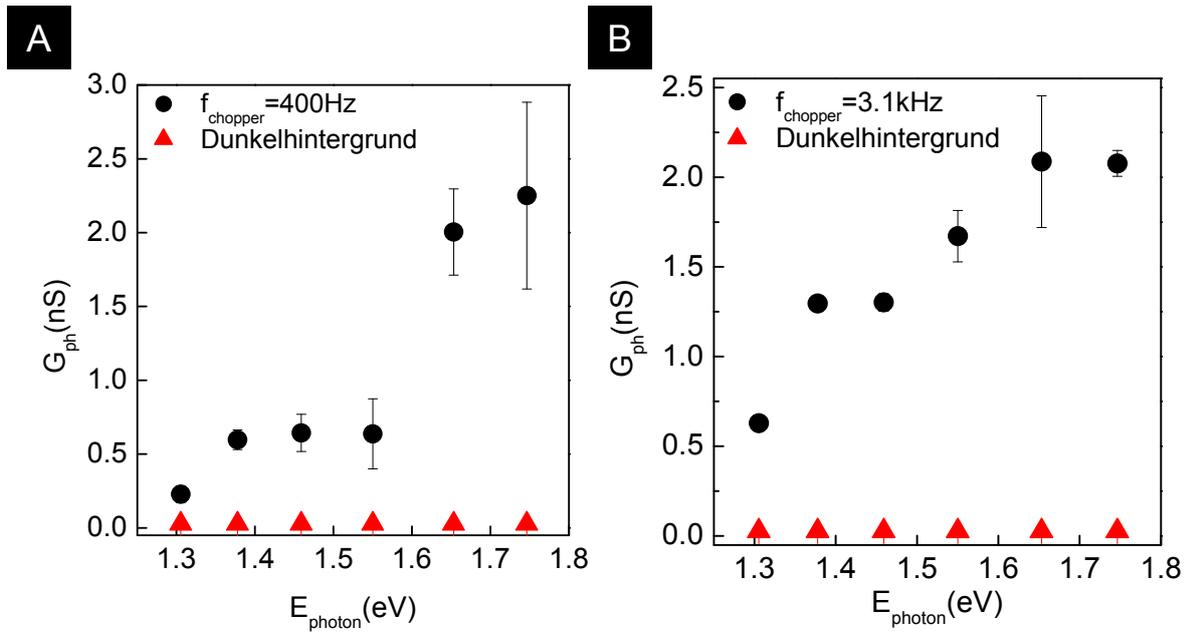 A
3.0
2.5
2.0
1.5
1.0
0.5
0.0
G_ph(nS)
f_chopper=400Hz
Dunkelhintergrund
1.3 1.4 1.5 1.6 1.7 1.8
E_photon(eV)
B
2.5
2.0
1.5
1.0
0.5
0.0
G_ph(nS)
f_chopper=3.1kHz
Dunkelhintergrund
1.3 1.4 1.5 1.6 1.7 1.8
E_photon(eV)